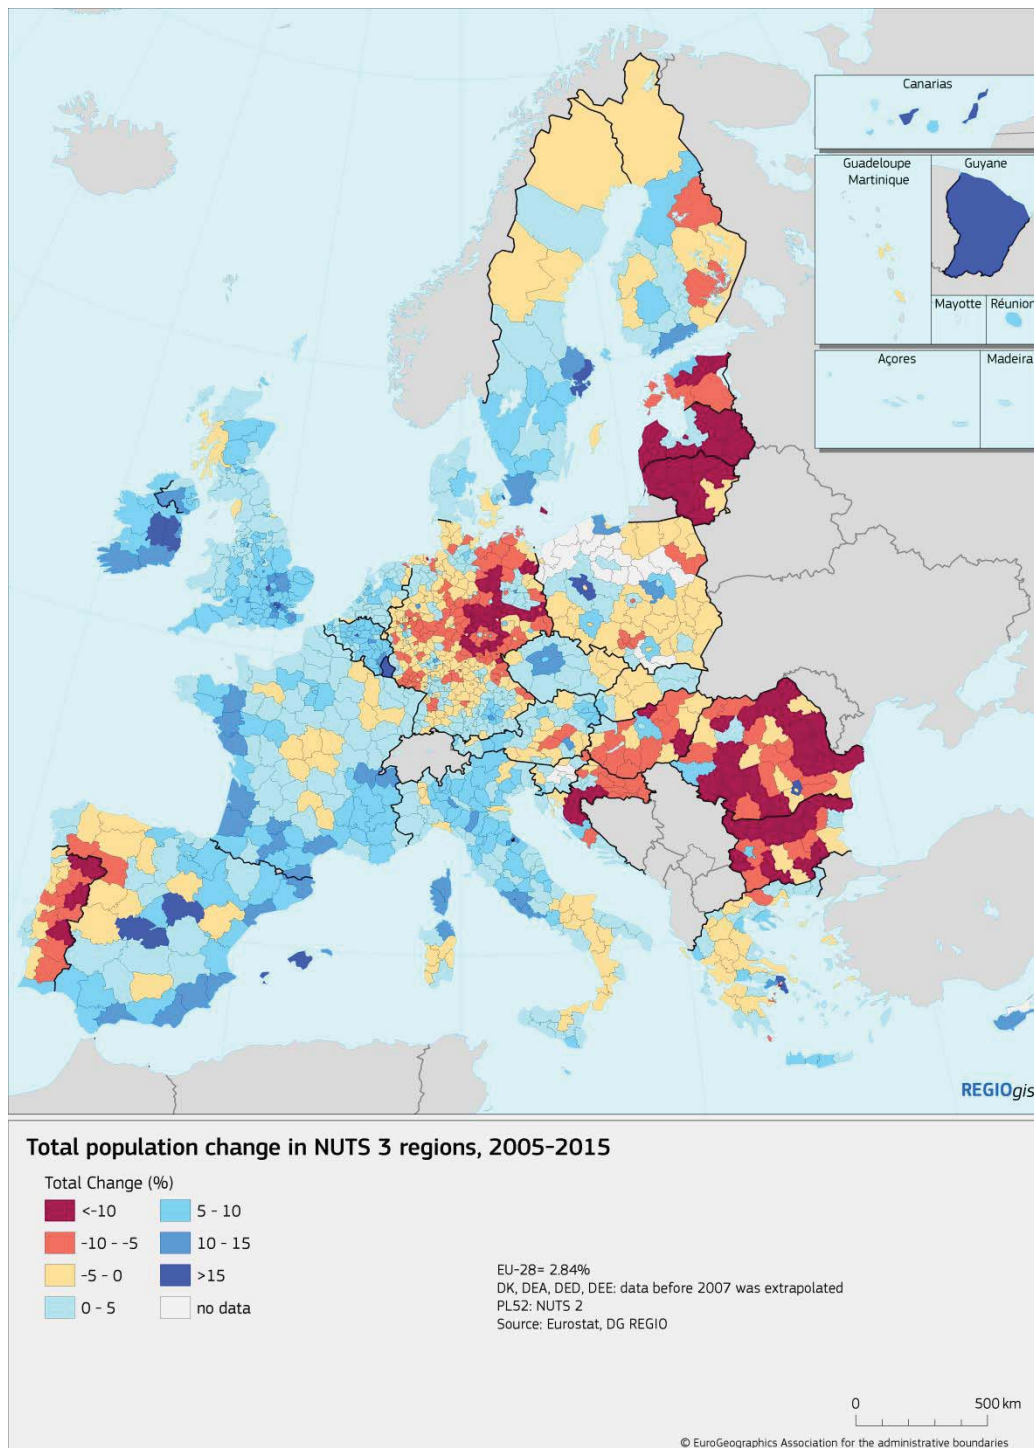 Canarias
Guadeloupe
Martinique
Guyane
Mayotte
Réunion
Açores
Madeira
REGIOgis
Total population change in NUTS 3 regions, 2005-2015
Total Change (%)
<-10
-10 - -5
-5 - 0
0 - 5
5 - 10
10 - 15
>15
no data
EU-28= 2.84%
DK, DEA, DED, DEE: data before 2007 was extrapolated
PL52: NUTS 2
Source: Eurostat, DG REGIO
0 500 km
© EuroGeographics Association for the administrative boundaries